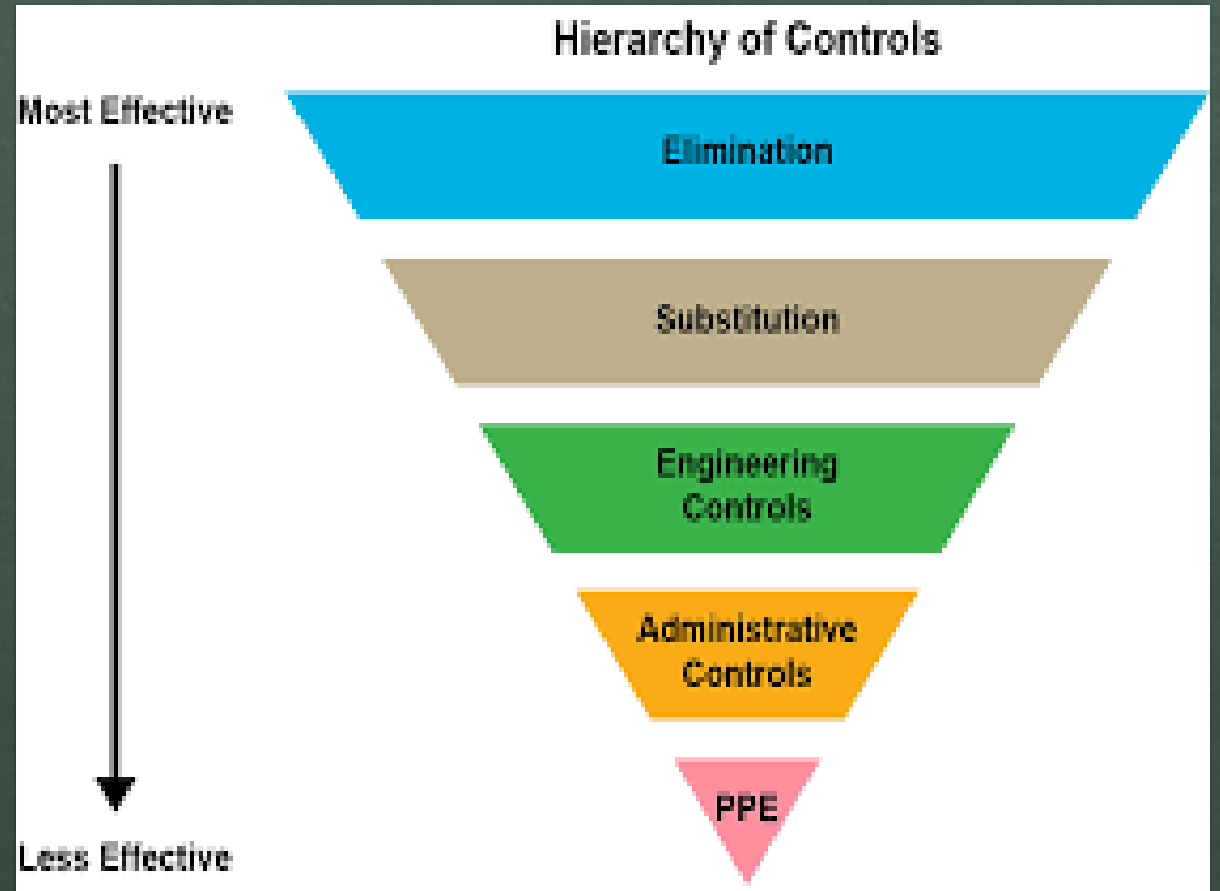 Hierarchy of Controls
Most Effective
Elimination
Substitution
Engineering
Controls
Administrative
Controls
PPE
Less Effective